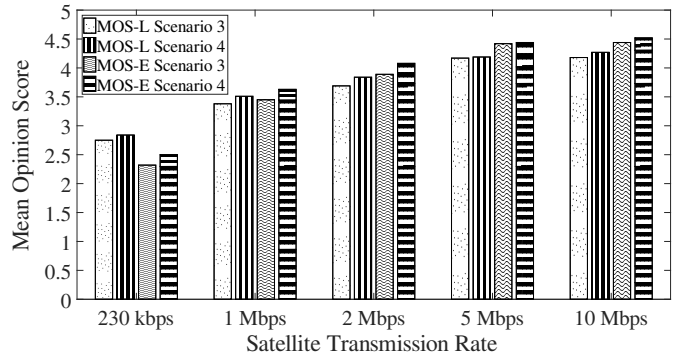 MOS-L Scenario 3
MOS-L Scenario 4
MOS-E Scenario 3
MOS-E Scenario 4
Mean Opinion Score
5
4.5
4
3.5
3
2.5
2
1.5
1
0.5
0
230 kbps 1 Mbps 2 Mbps 5 Mbps 10 Mbps
Satellite Transmission Rate